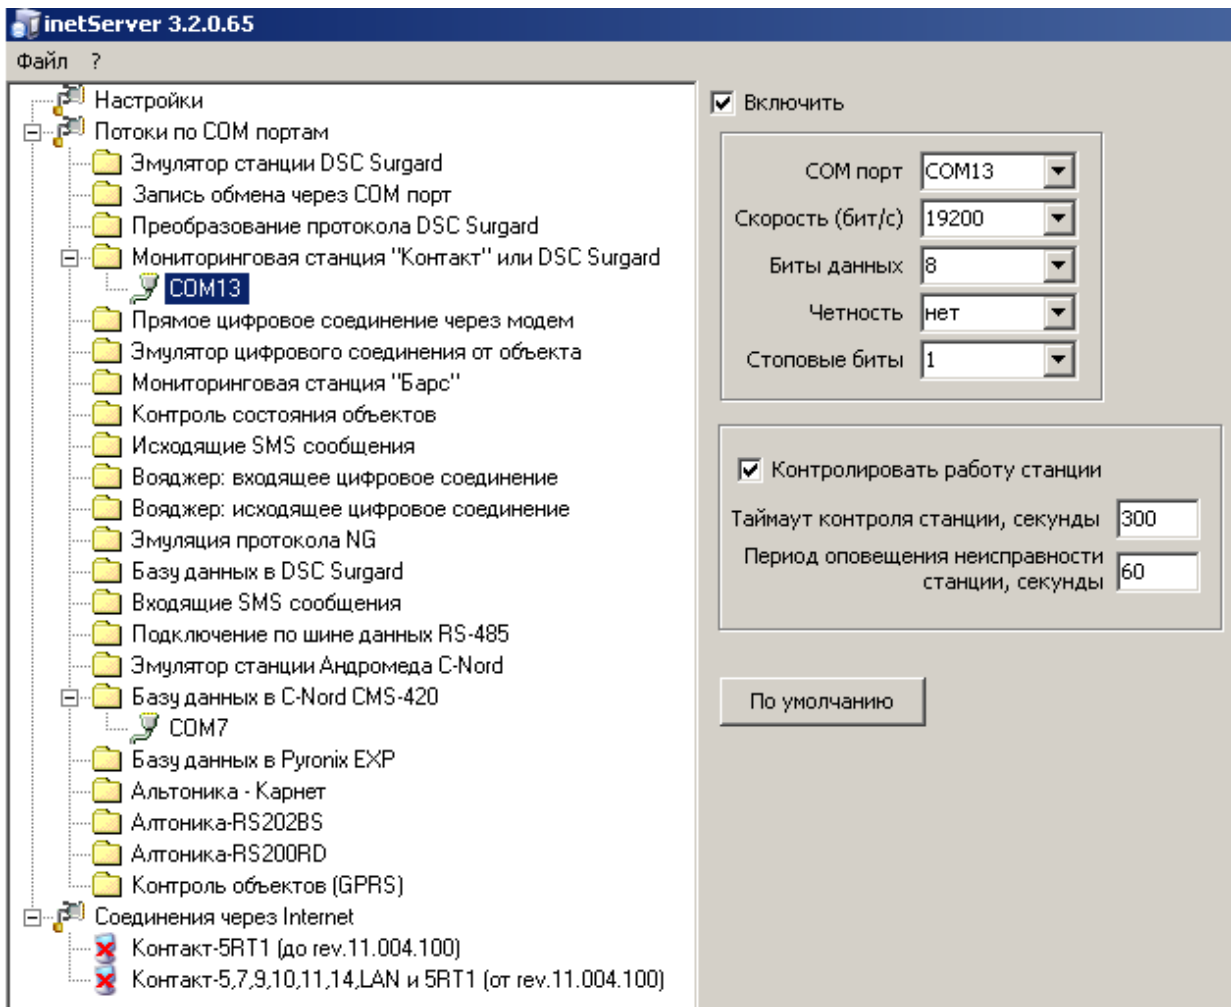 inetServer 3.2.0.65
Файл ?
Настройки
Потоки по COM портам
Эмулятор станции DSC Surgard
Запись обмена через COM порт
Преобразование протокола DSC Surgard
Мониторинговая станция "Контакт" или DSC Surgard
COM13
Прямое цифровое соединение через модем
Эмулятор цифрового соединения от объекта
Мониторинговая станция "Барс"
Контроль состояния объектов
Исходящие SMS сообщения
Вояджер: входящее цифровое соединение
Вояджер: исходящее цифровое соединение
Эмуляция протокола NG
Базу данных в DSC Surgard
Входящие SMS сообщения
Подключение по шине данных RS-485
Эмулятор станции Андромеда C-Nord
Базу данных в C-Nord CMS-420
COM7
Базу данных в Pyronix EXP
Альтоника - Карнет
Алтоника-RS202BS
Алтоника-RS200RD
Контроль объектов (GPRS)
Соединения через Internet
Контакт-5RT1 (до rev.11.004.100)
Контакт-5,7,9,10,11,14,LAN и 5RT1 (от rev.11.004.100)
Включить
COM порт COM13
Скорость (бит/с) 19200
Биты данных 8
Четность нет
Стоповые биты 1
Контролировать работу станции
Таймаут контроля станции, секунды 300
Период оповещения неисправности
станции, секунды 60
По умолчанию